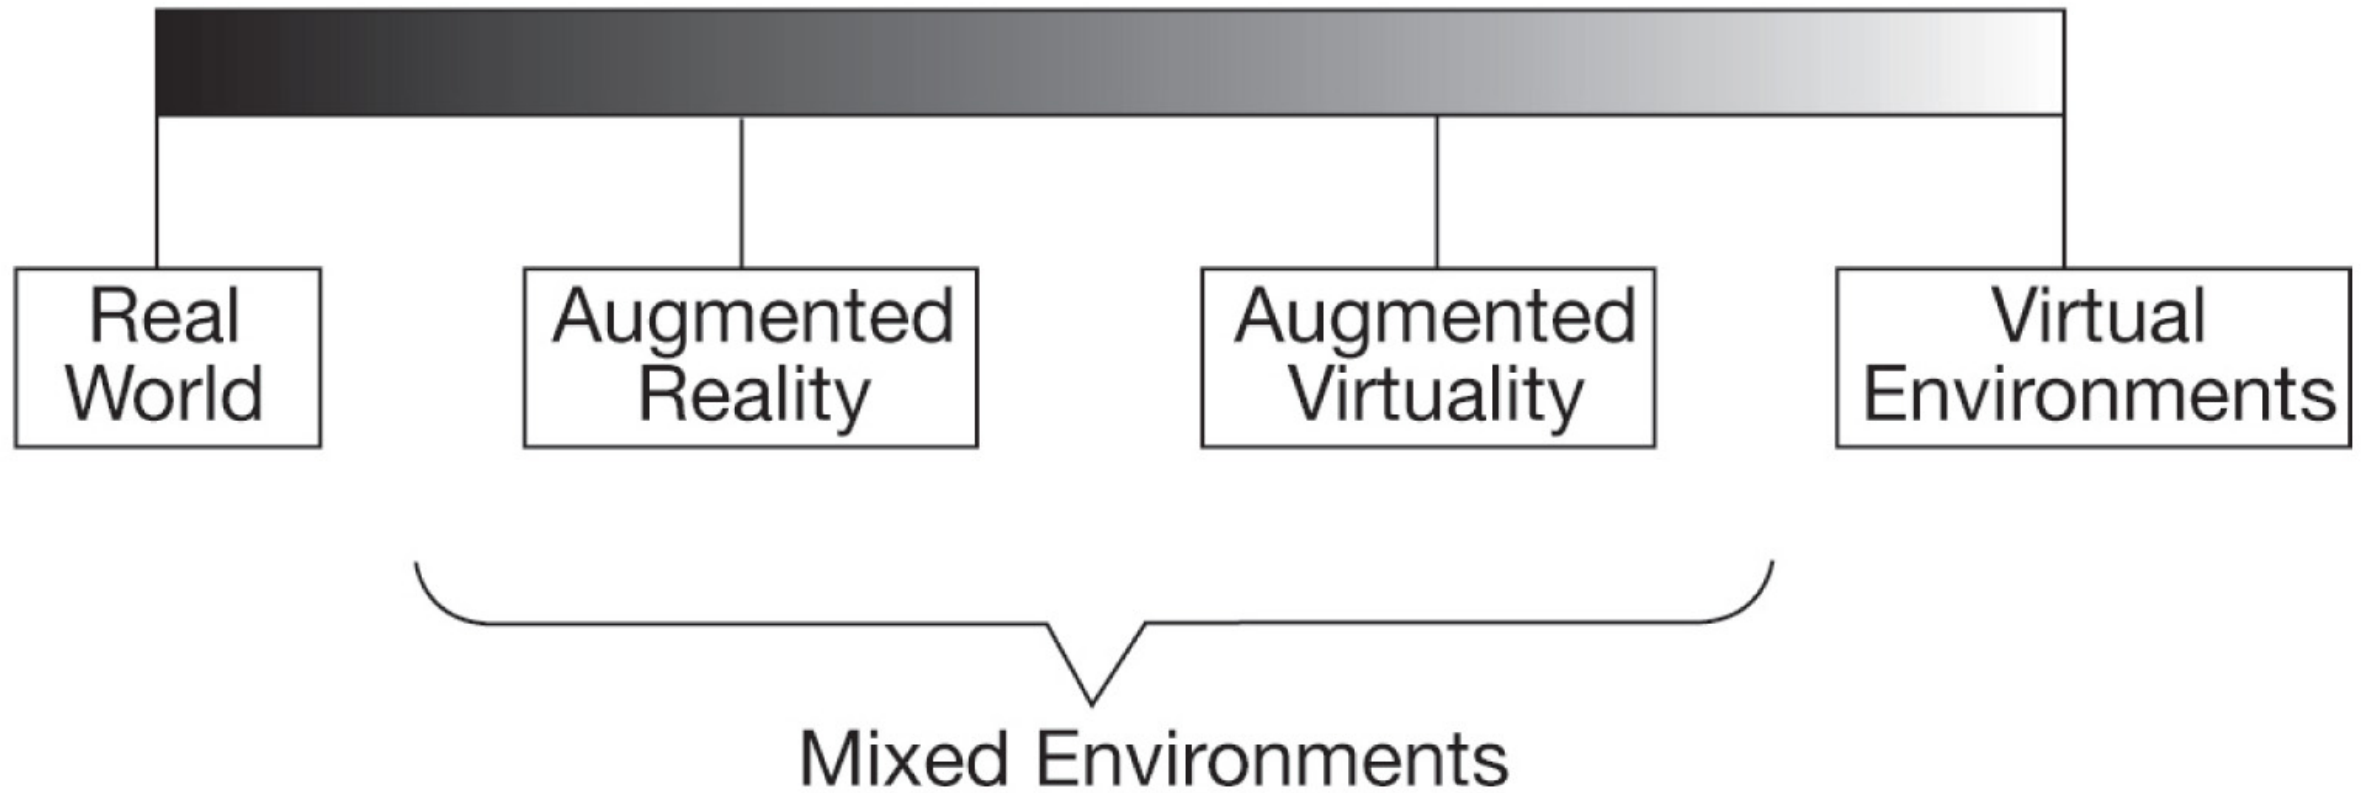 Real
World
Augmented
Reality
Augmented
Virtuality
Virtual
Environments
Mixed Environments